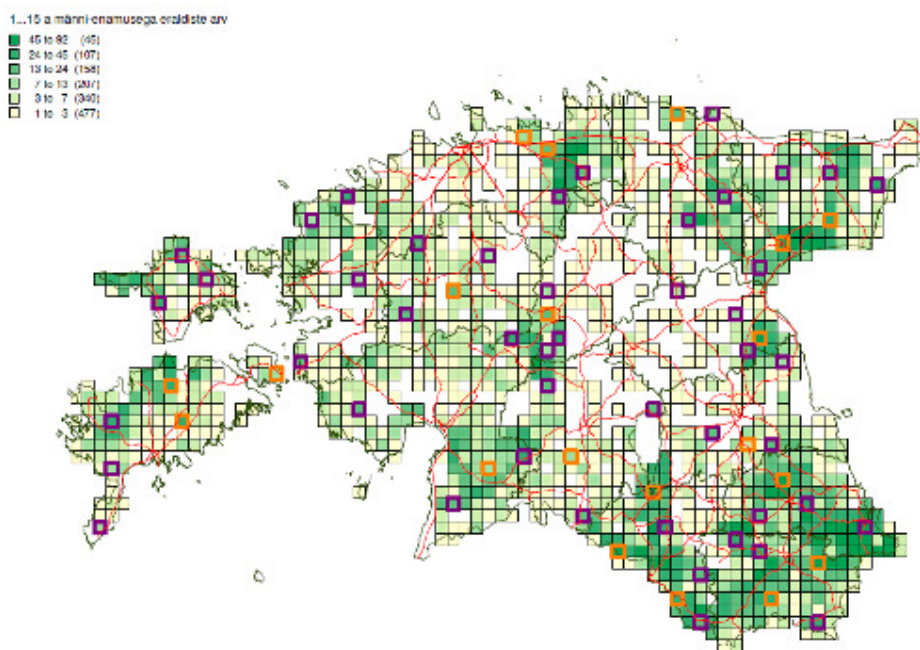 1...15 a männi-enamusega eraldiste arv
45 to 92 (45)
24 to 45 (107)
13 to 24 (158)
7 to 13 (207)
3 to 7 (340)
1 to 3 (477)